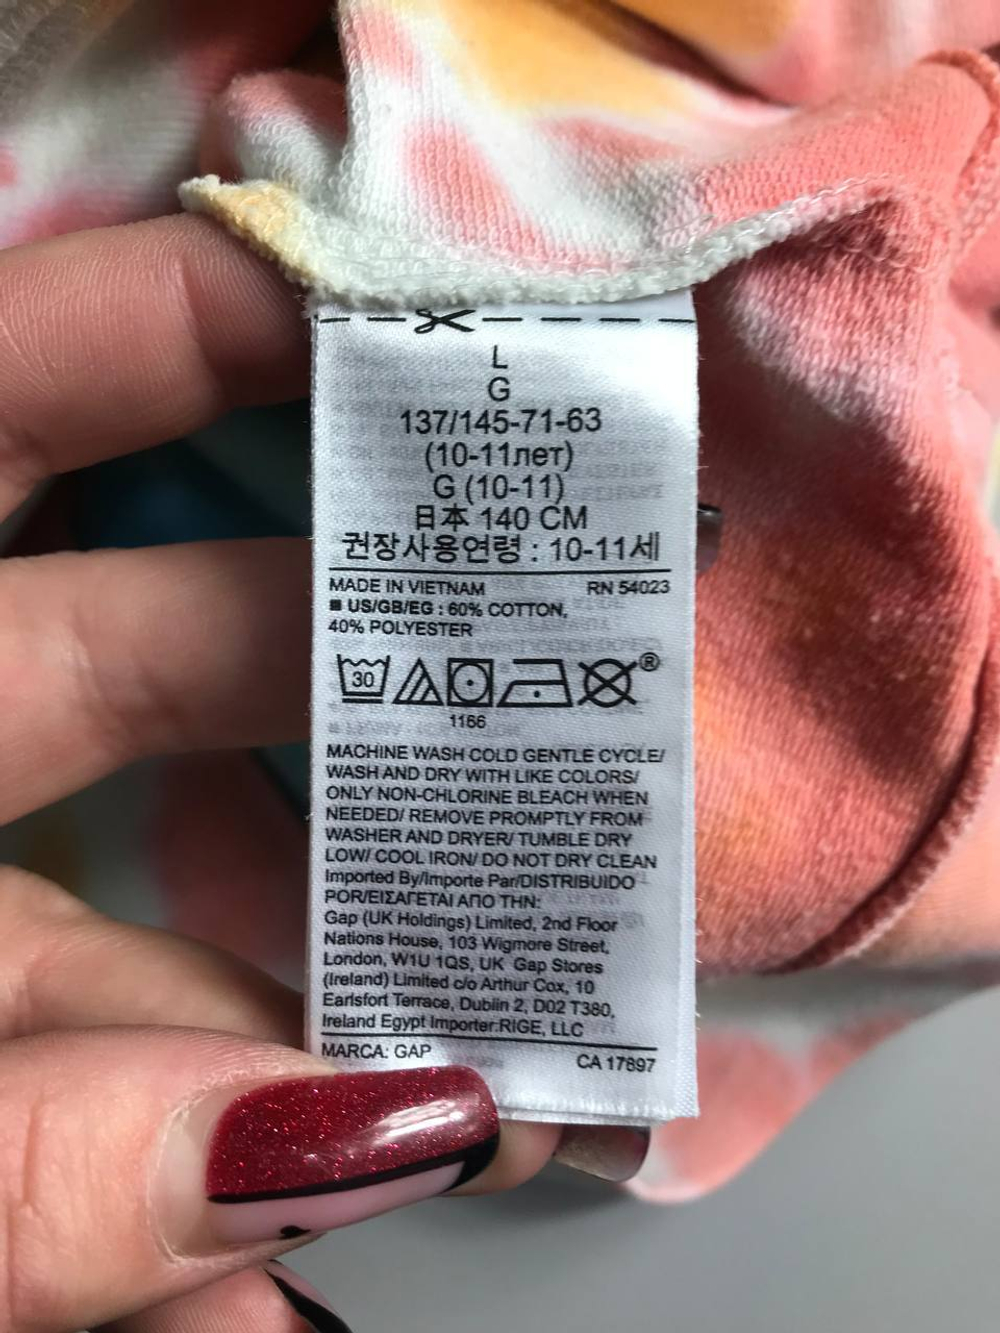 L
G
137/145-71-63
(10-11лет)
G (10-11)
日本 140 CM
권장사용연령 : 10-11세
MADE IN VIETNAM RN 54023
■ US/GB/EG : 60% COTTON,
40% POLYESTER
30
®
1166
MACHINE WASH COLD GENTLE CYCLE/
WASH AND DRY WITH LIKE COLORS/
ONLY NON-CHLORINE BLEACH WHEN
NEEDED/ REMOVE PROMPTLY FROM
WASHER AND DRYER/ TUMBLE DRY
LOW/ COOL IRON/ DO NOT DRY CLEAN
Imported By/Importe Par/DISTRIBUIDO
POR/ΕΙΣΑΓΕΤΑΙ ΑΠΟ ΤΗΝ:
Gap (UK Holdings) Limited, 2nd Floor
Nations House, 103 Wigmore Street,
London, W1U 1QS, UK Gap Stores
(Ireland) Limited c/o Arthur Cox, 10
Earlsfort Terrace, Dublin 2, D02 T380,
Ireland Egypt Importer:RIGE, LLC
MARCA: GAP CA 17897